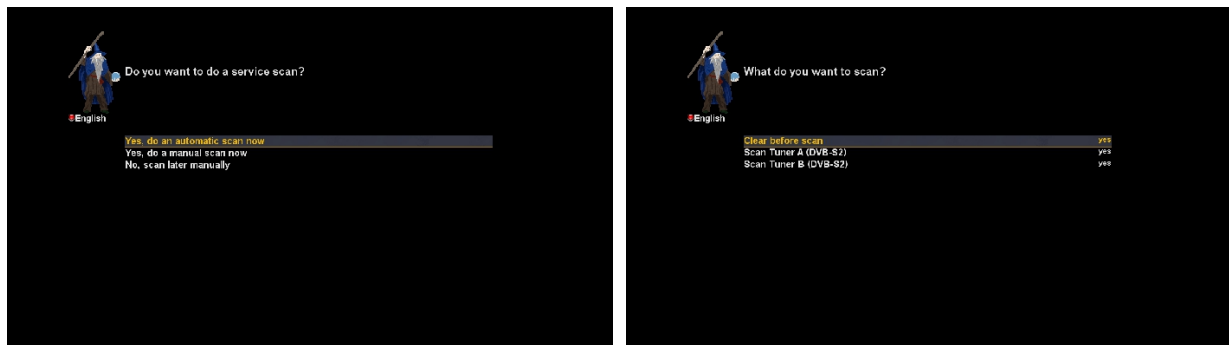 Do you want to do a service scan?
English
Yes, do an automatic scan now
Yes, do a manual scan now
No, scan later manually
What do you want to scan?
English
Clear before scan yes
Scan Tuner A (DVB-S2) yes
Scan Tuner B (DVB-S2) yes